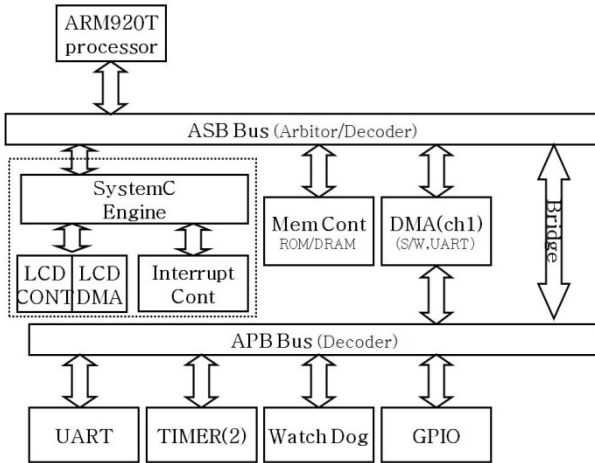 ARM920T
processor
ASB Bus (Arbitor/Decoder)
SystemC
Engine
LCD
CONT
LCD
DMA
Interrupt
Cont
Mem Cont
ROM/DRAM
DMA(ch1)
(S/W,UART)
Bridge
APB Bus (Decoder)
UART
TIMER(2)
Watch Dog
GPIO